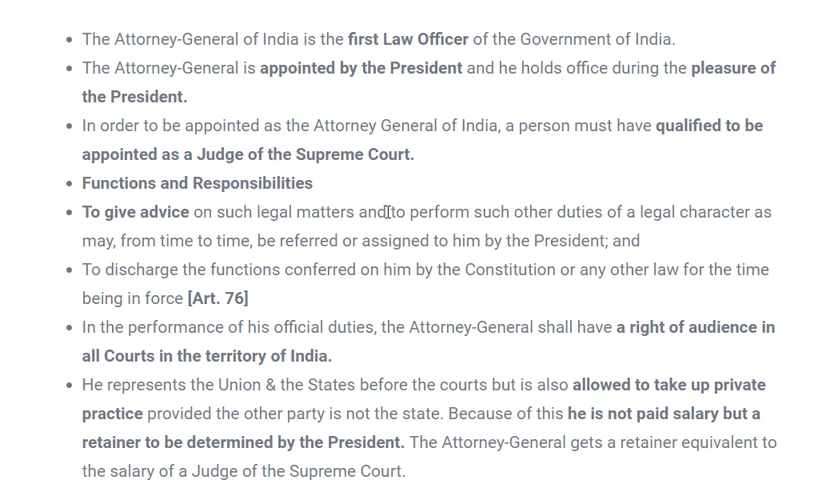 The Attorney-General of India is the first Law Officer of the Government of India.
The Attorney-General is appointed by the President and he holds office during the pleasure of
the President.
In order to be appointed as the Attorney General of India, a person must have qualified to be
appointed as a Judge of the Supreme Court.
Functions and Responsibilities
To give advice on such legal matters and to perform such other duties of a legal character as
may, from time to time, be referred or assigned to him by the President; and
To discharge the functions conferred on him by the Constitution or any other law for the time
being in force [Art. 76]
In the performance of his official duties, the Attorney-General shall have a right of audience in
all Courts in the territory of India.
He represents the Union & the States before the courts but is also allowed to take up private
practice provided the other party is not the state. Because of this he is not paid salary but a
retainer to be determined by the President. The Attorney-General gets a retainer equivalent to
the salary of a Judge of the Supreme Court.